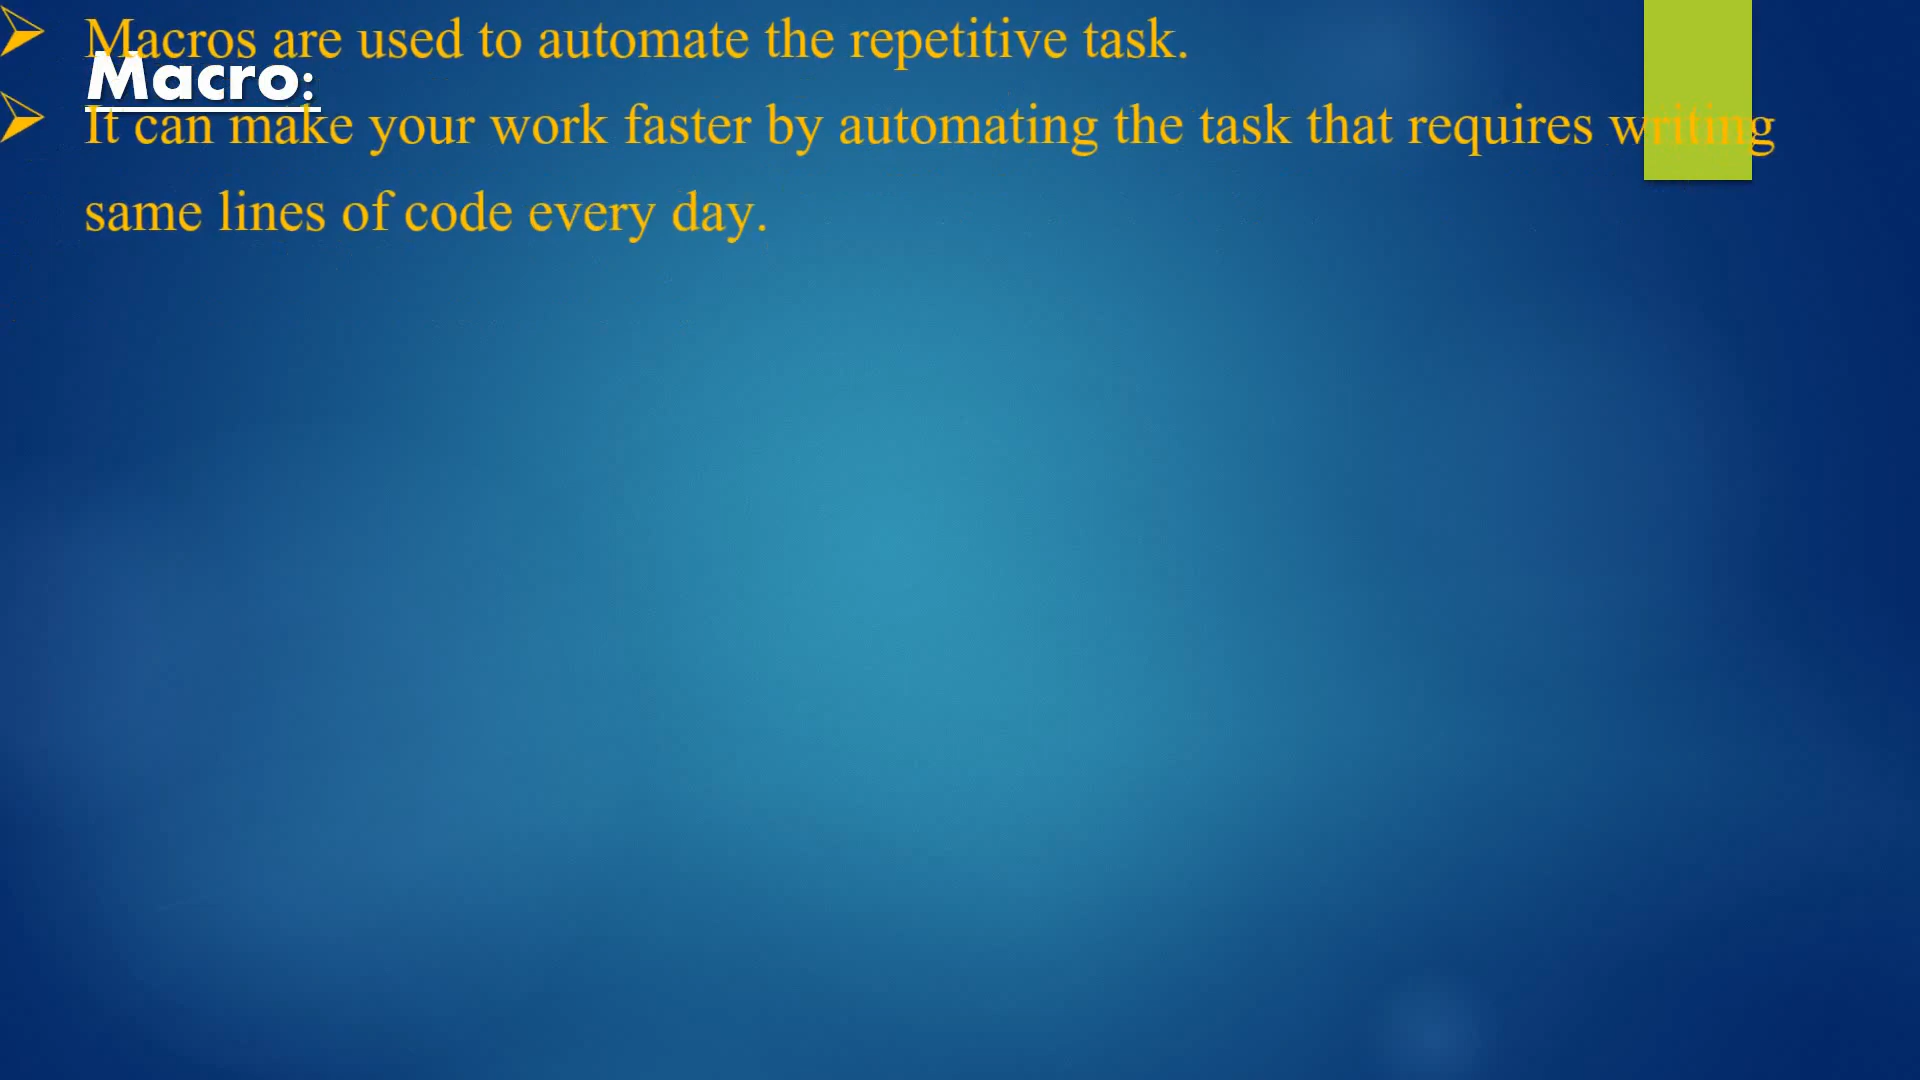 Macros are used to automate the repetitive task.
Macro:
It can make your work faster by automating the task that requires writing
same lines of code every day.